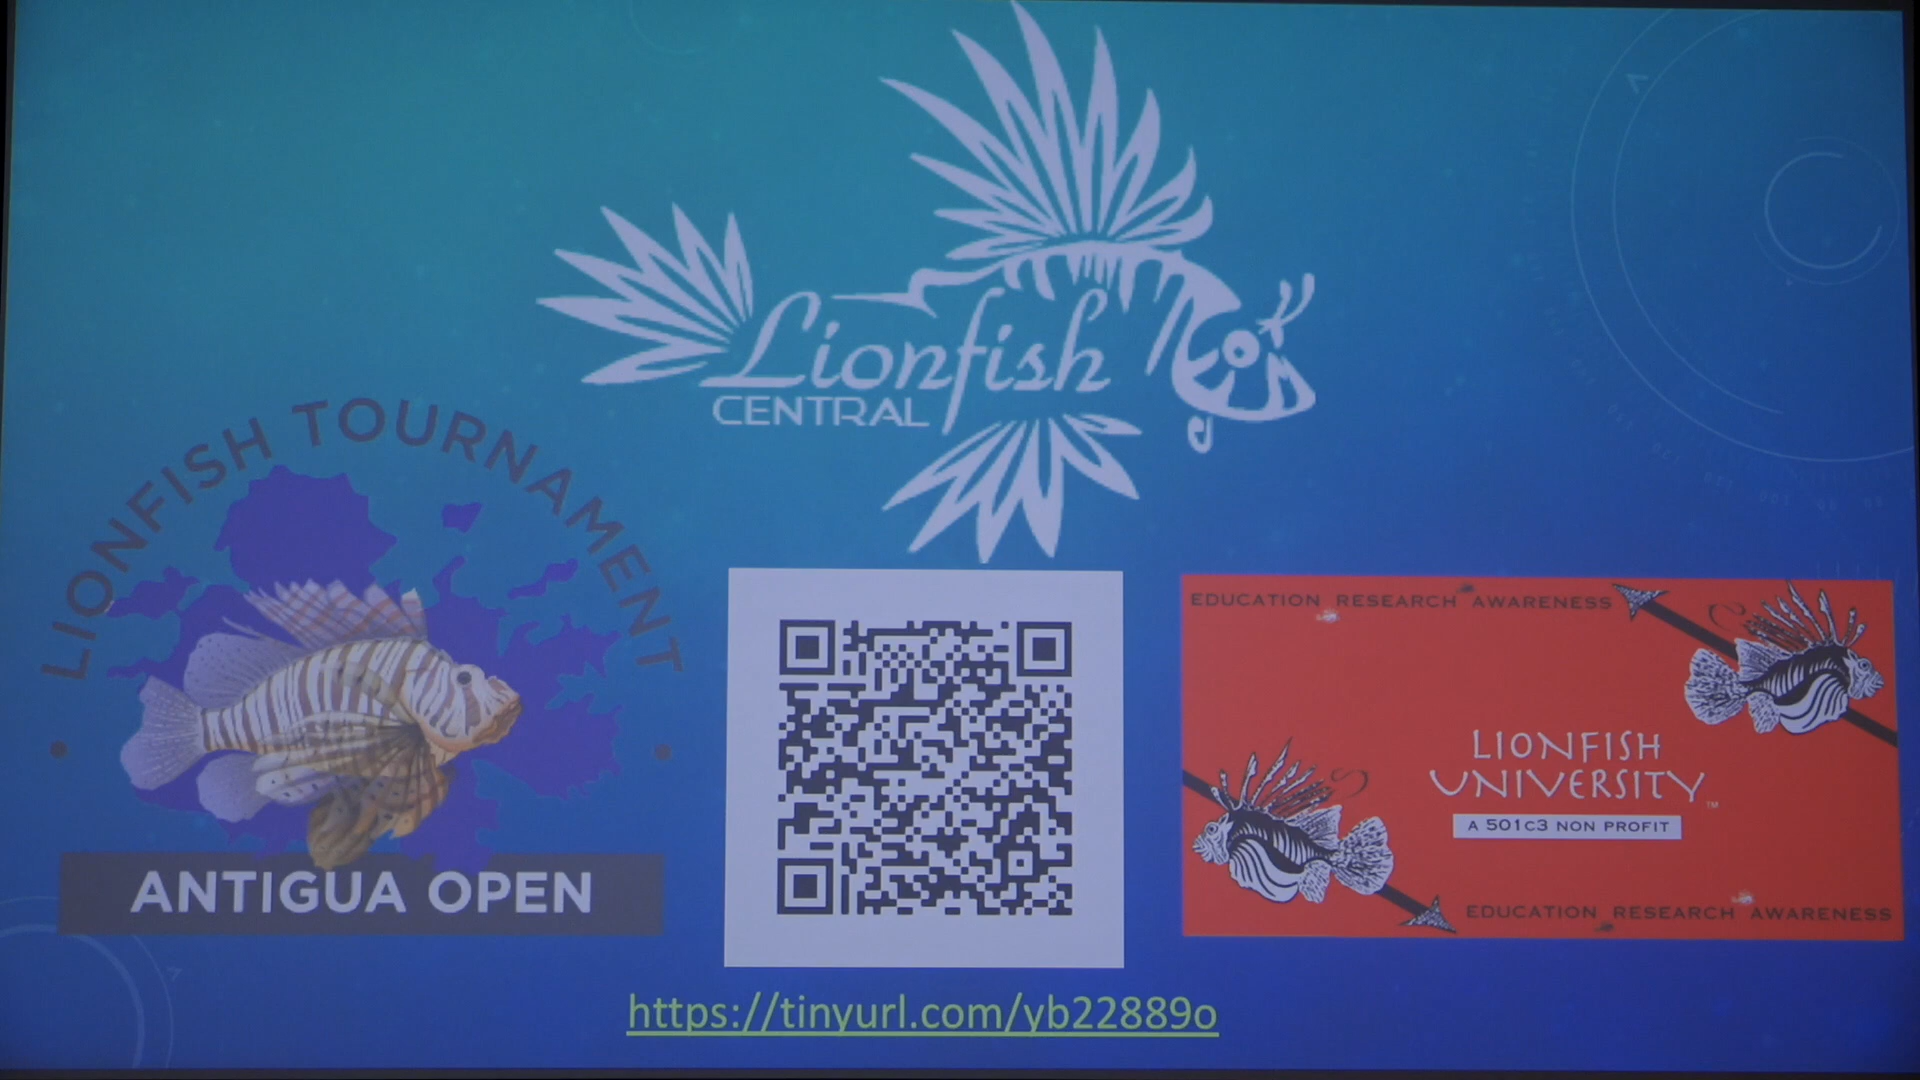 Lionfish
CENTRAL
LIONFISH TOURNAMENT
ANTIGUA OPEN
EDUCATION RESEARCH AWARENESS
LIONFISH
UNIVERSITY™
A 501C3 NON PROFIT
EDUCATION RESEARCH AWARENESS
https://tinyurl.com/yb22889o